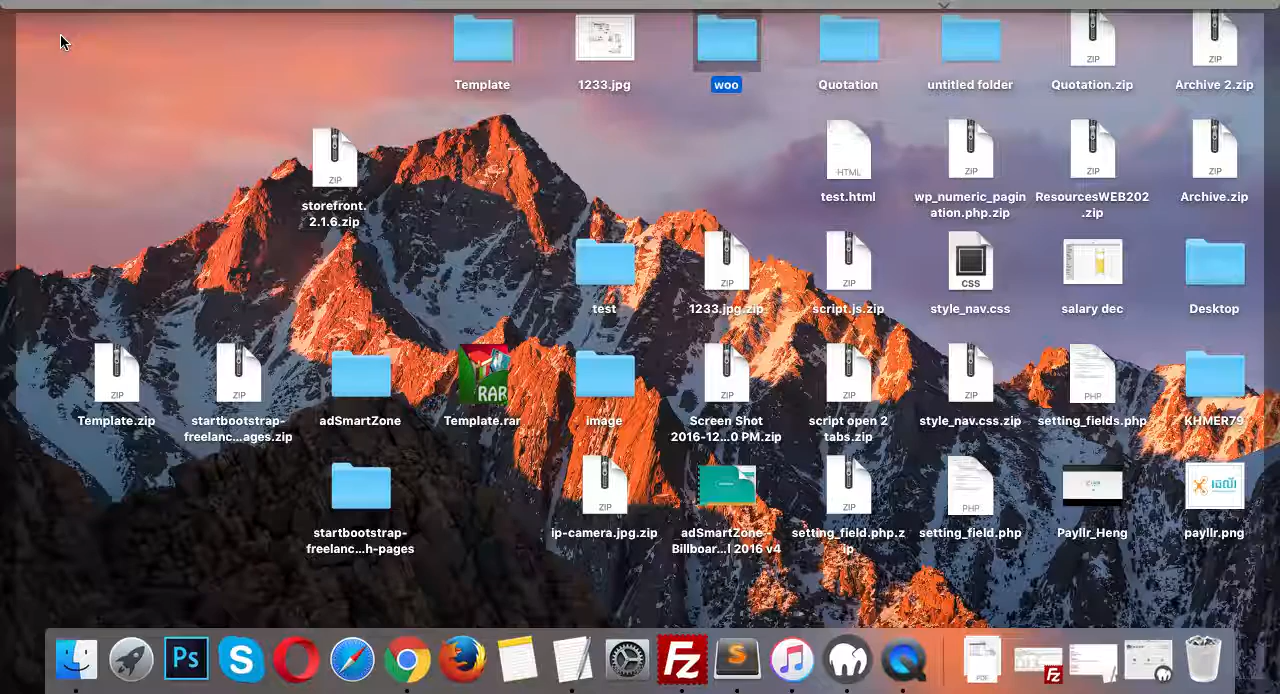 Template
1233.jpg
woo
Quotation
untitled folder
ZIP
Quotation.zip
ZIP
Archive 2.zip
ZIP
storefront.
2.1.6.zip
HTML
test.html
ZIP
wp_numeric_pagin
ation.php.zip
ZIP
ResourcesWEB202
.zip
ZIP
Archive.zip
test
ZIP
1233.jpg.zip
ZIP
script.js.zip
CSS
style_nav.css
salary dec
Desktop
ZIP
Template.zip
ZIP
startbootstrap-
freelanc...ages.zip
adSmartZone
RAR
Template.rar
image
ZIP
Screen Shot
2016-12...0 PM.zip
ZIP
script open 2
tabs.zip
ZIP
style_nav.css.zip
PHP
setting_fields.php
KHMER79
startbootstrap-
freelanc...h-pages
ZIP
ip-camera.jpg.zip
adSmartZone -
Billboar...l 2016 v4
ZIP
setting_field.php.z
ip
PHP
setting_field.php
Payllr_Heng
payllr.png
Ps
S
Fz
S
PDF
Fz